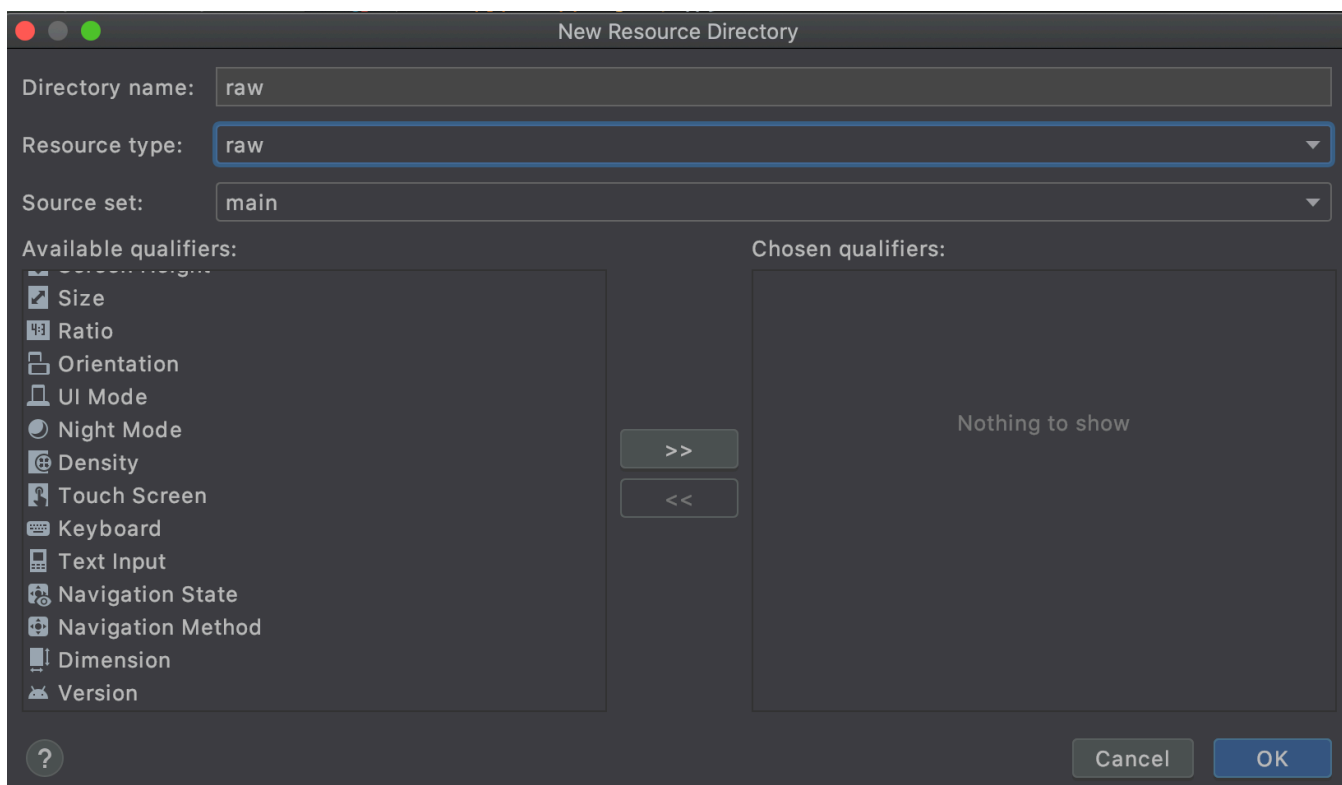 New Resource Directory
Directory name: raw
Resource type: raw
Source set: main
Available qualifiers:
Chosen qualifiers:
Screen Height
Size
Ratio
Orientation
UI Mode
Night Mode
Density
Touch Screen
Keyboard
Text Input
Navigation State
Navigation Method
Dimension
Version
>>
<<
Nothing to show
?
Cancel
OK